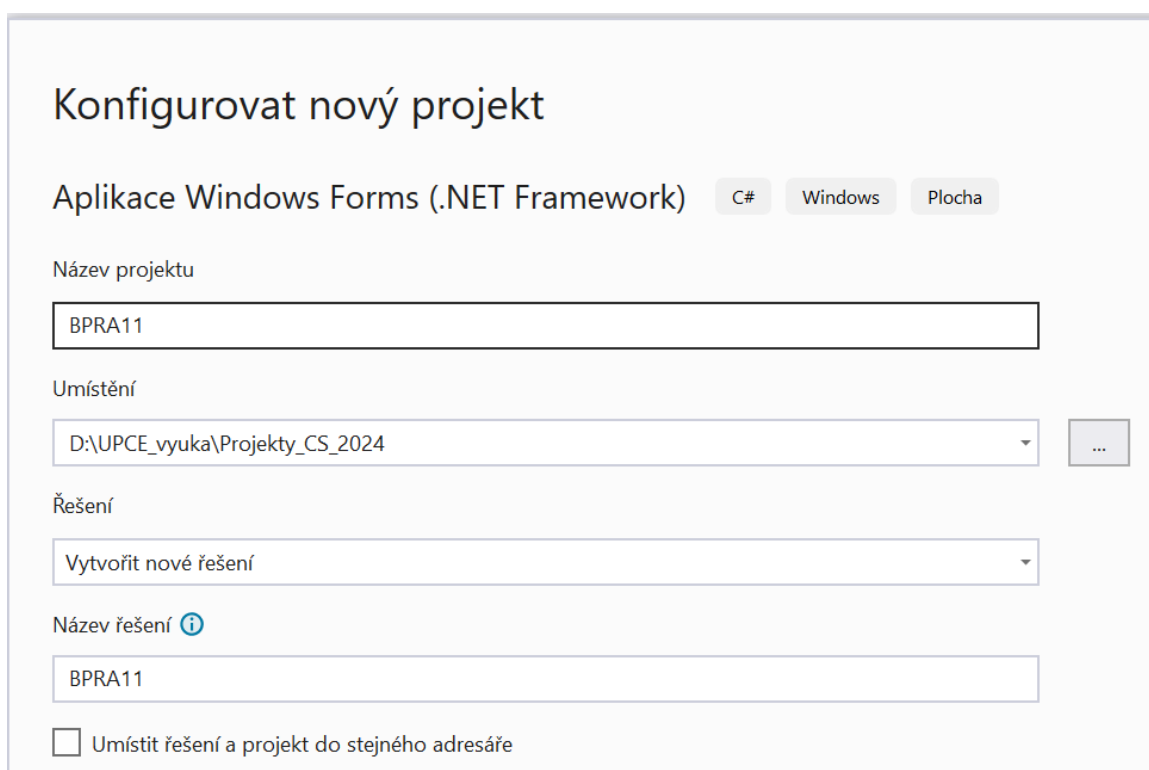 Konfigurovat nový projekt
Aplikace Windows Forms (.NET Framework) C# Windows Plocha
Název projektu
BPRA11
Umístění
D:\UPCE_vyuka\Projekty_CS_2024
...
Řešení
Vytvořit nové řešení
Název řešení
BPRA11
Umístit řešení a projekt do stejného adresáře